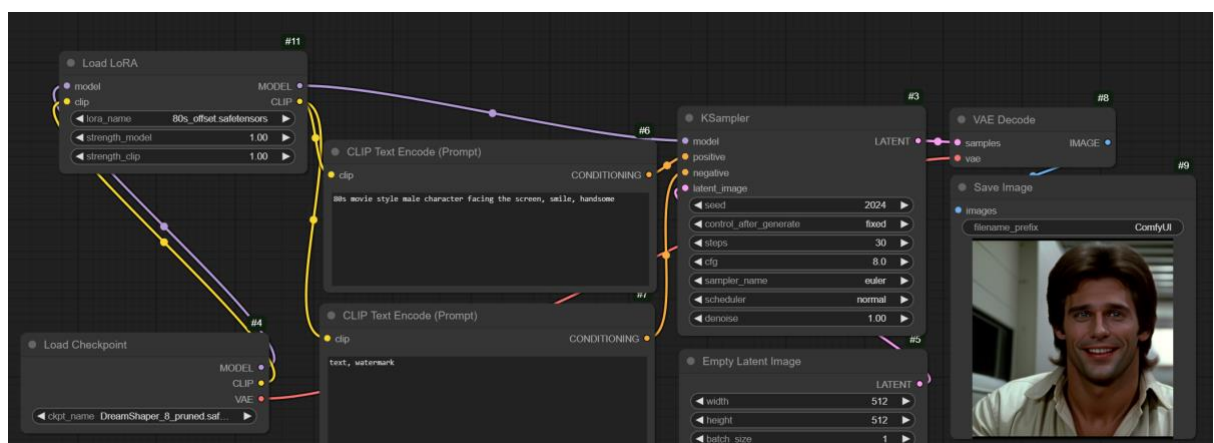 #11
Load LoRA
model MODEL
clip CLIP
lora_name 80s_offset.safetensors
strength_model 1.00
strength_clip 1.00
#4
Load Checkpoint
MODEL
CLIP
VAE
ckpt_name DreamShaper_8_pruned.saf...
#6
CLIP Text Encode (Prompt)
clip CONDITIONING
80s movie style male character facing the screen, smile, handsome
#7
CLIP Text Encode (Prompt)
clip CONDITIONING
text, watermark
#3
KSampler
model LATENT
positive
negative
latent_image
seed 2024
control_after_generate fixed
steps 30
cfg 8.0
sampler_name euler
scheduler normal
denoise 1.00
#5
Empty Latent Image
LATENT
width 512
height 512
batch_size 1
#8
VAE Decode
samples IMAGE
vae
#9
Save Image
images
filename_prefix ComfyUI